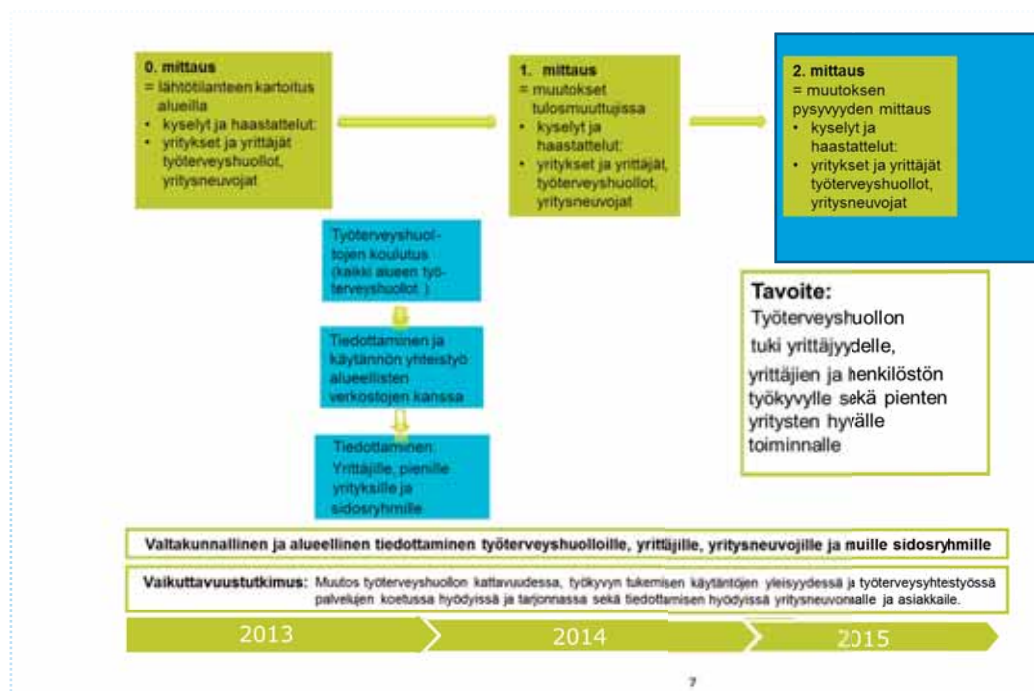 0. mittaus
= lähtötilanteen kartoitus
alueilla
• kyselyt ja haastattelut:
• yritykset ja yrittäjät
työterveyshuollot,
yritysneuvojat
1. mittaus
= muutokset
tulosmuuttujissa
• kyselyt ja
haastattelut:
• yritykset ja yrittäjät,
työterveyshuollot,
yritysneuvojat
2. mittaus
= muutoksen
pysyvyyden mittaus
• kyselyt ja
haastattelut:
• yritykset ja yrittäjät
työterveyshuollot,
yritysneuvojat
Työterveyshuol-
tojen koulutus
(kaikki alueen työ-
terveyshuollot )
Tiedottaminen ja
käytännön yhteistyö
alueellisten
verkostojen kanssa
Tiedottaminen:
Yrittäjille, pienille
yrityksille ja
sidosryhmille
Tavoite:
Työterveyshuollon
tuki yrittäjyydelle,
yrittäjien ja henkilöstön
työkyvylle sekä pienten
yritysten hyvälle
toiminnalle
Valtakunnallinen ja alueellinen tiedottaminen työterveyshuolloille, yrittäjille, yritysneuvojille ja muille sidosryhmille
Vaikuttavuustutkimus: Muutos työterveyshuollon kattavuudessa, työkyvyn tukemisen käytäntöjen yleisyydessä ja työterveysyhtestyössä
palvelujen koetussa hyödyissä ja tarjonnassa sekä tiedottamisen hyödyissä yritysneuvonnalle ja asiakkaile.
2013 2014 2015
7